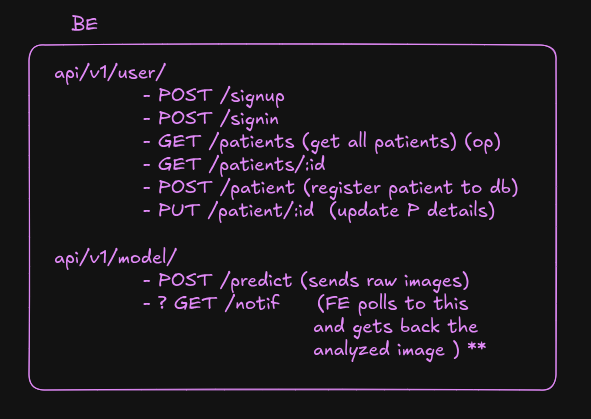 BE
api/v1/user/
- POST /signup
- POST /signin
- GET /patients (get all patients) (op)
- GET /patients/:id
- POST /patient (register patient to db)
- PUT /patient/:id (update P details)
api/v1/model/
- POST /predict (sends raw images)
- ? GET /notif (FE polls to this
and gets back the
analyzed image ) **